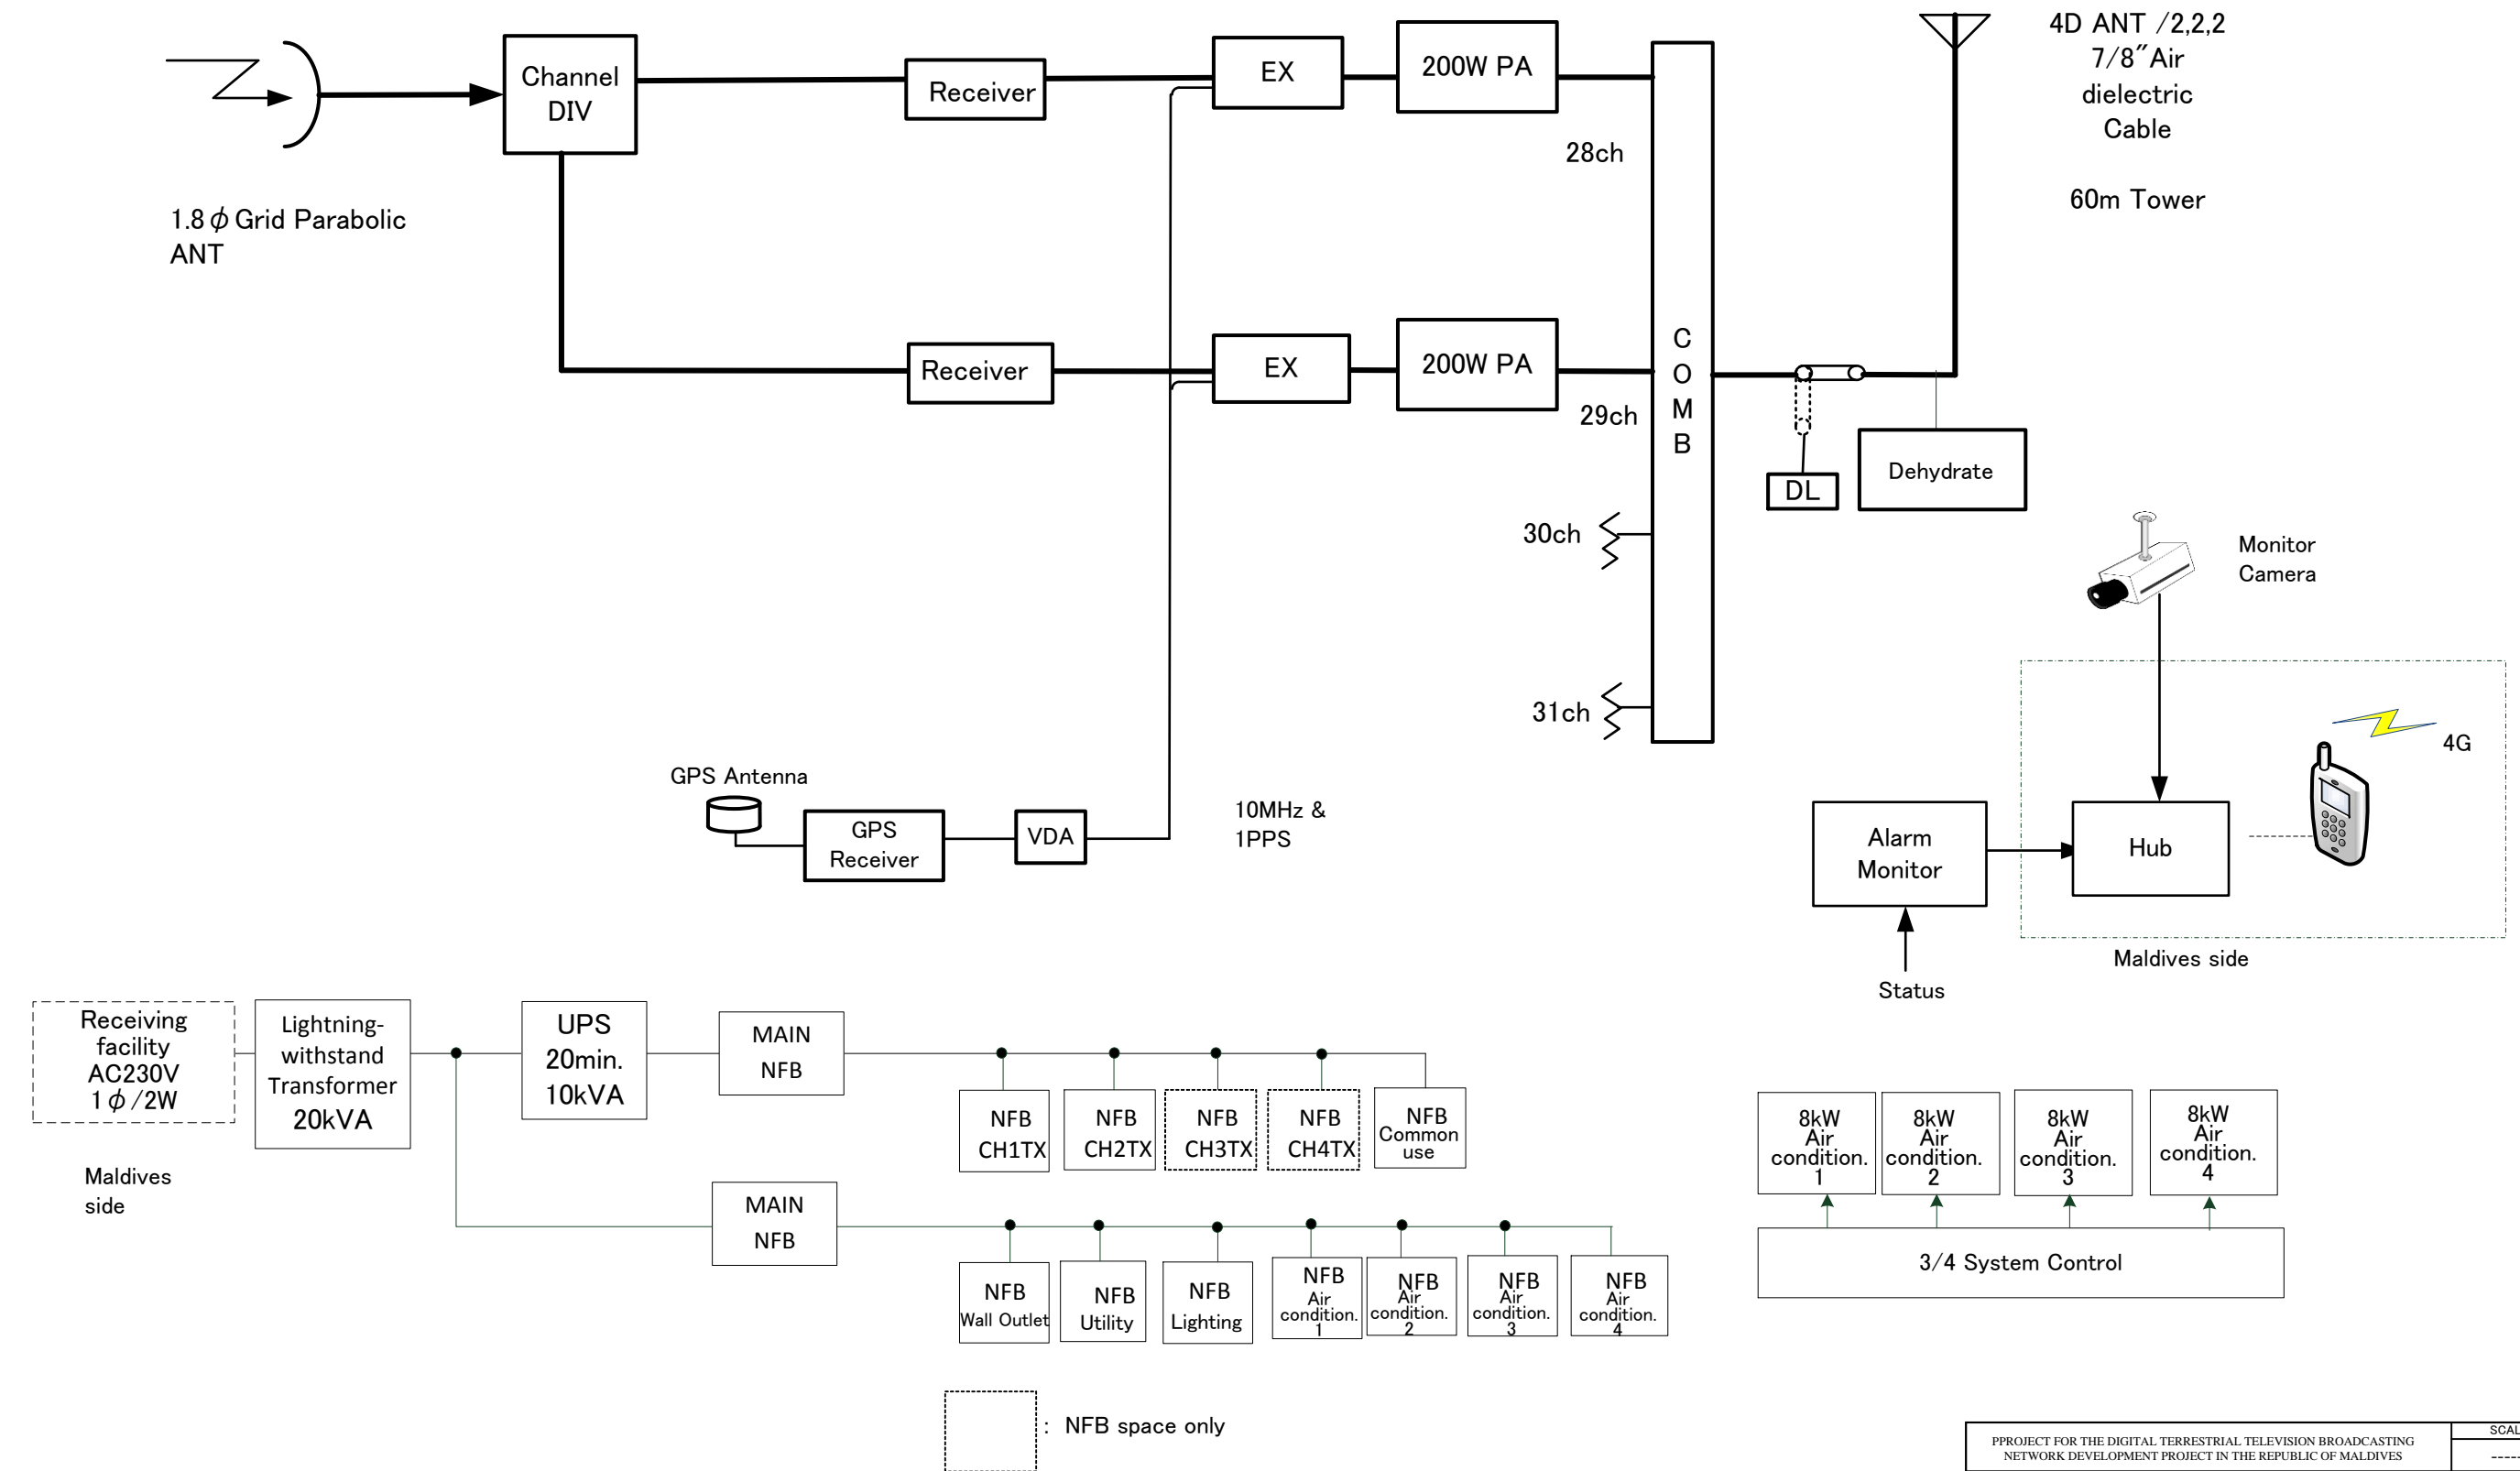 Channel
DIV
Receiver
EX
200W PA
4D ANT /2,2,2
7/8″Air
dielectric
Cable
60m Tower
28ch
1.8φ Grid Parabolic
ANT
Receiver
EX
200W PA
C
O
M
B
29ch
DL
Dehydrate
30ch
31ch
Monitor
Camera
4G
GPS Antenna
GPS
Receiver
VDA
10MHz &
1PPS
Alarm
Monitor
Hub
Maldives side
Status
Receiving
facility
AC230V
1φ/2W
Lightning-
withstand
Transformer
20kVA
UPS
20min.
10kVA
MAIN
NFB
NFB
CH1TX
NFB
CH2TX
NFB
CH3TX
NFB
CH4TX
NFB
Common
use
Maldives
side
MAIN
NFB
NFB
Wall Outlet
NFB
Utility
NFB
Lighting
NFB
Air
condition.
1
NFB
Air
condition.
2
NFB
Air
condition.
3
NFB
Air
condition.
4
8kW
Air
condition.
1
8kW
Air
condition.
2
8kW
Air
condition.
3
8kW
Air
condition.
4
3/4 System Control
: NFB space only
PPROJECT FOR THE DIGITAL TERRESTRIAL TELEVISION BROADCASTING
NETWORK DEVELOPMENT PROJECT IN THE REPUBLIC OF MALDIVES
SCAL
----